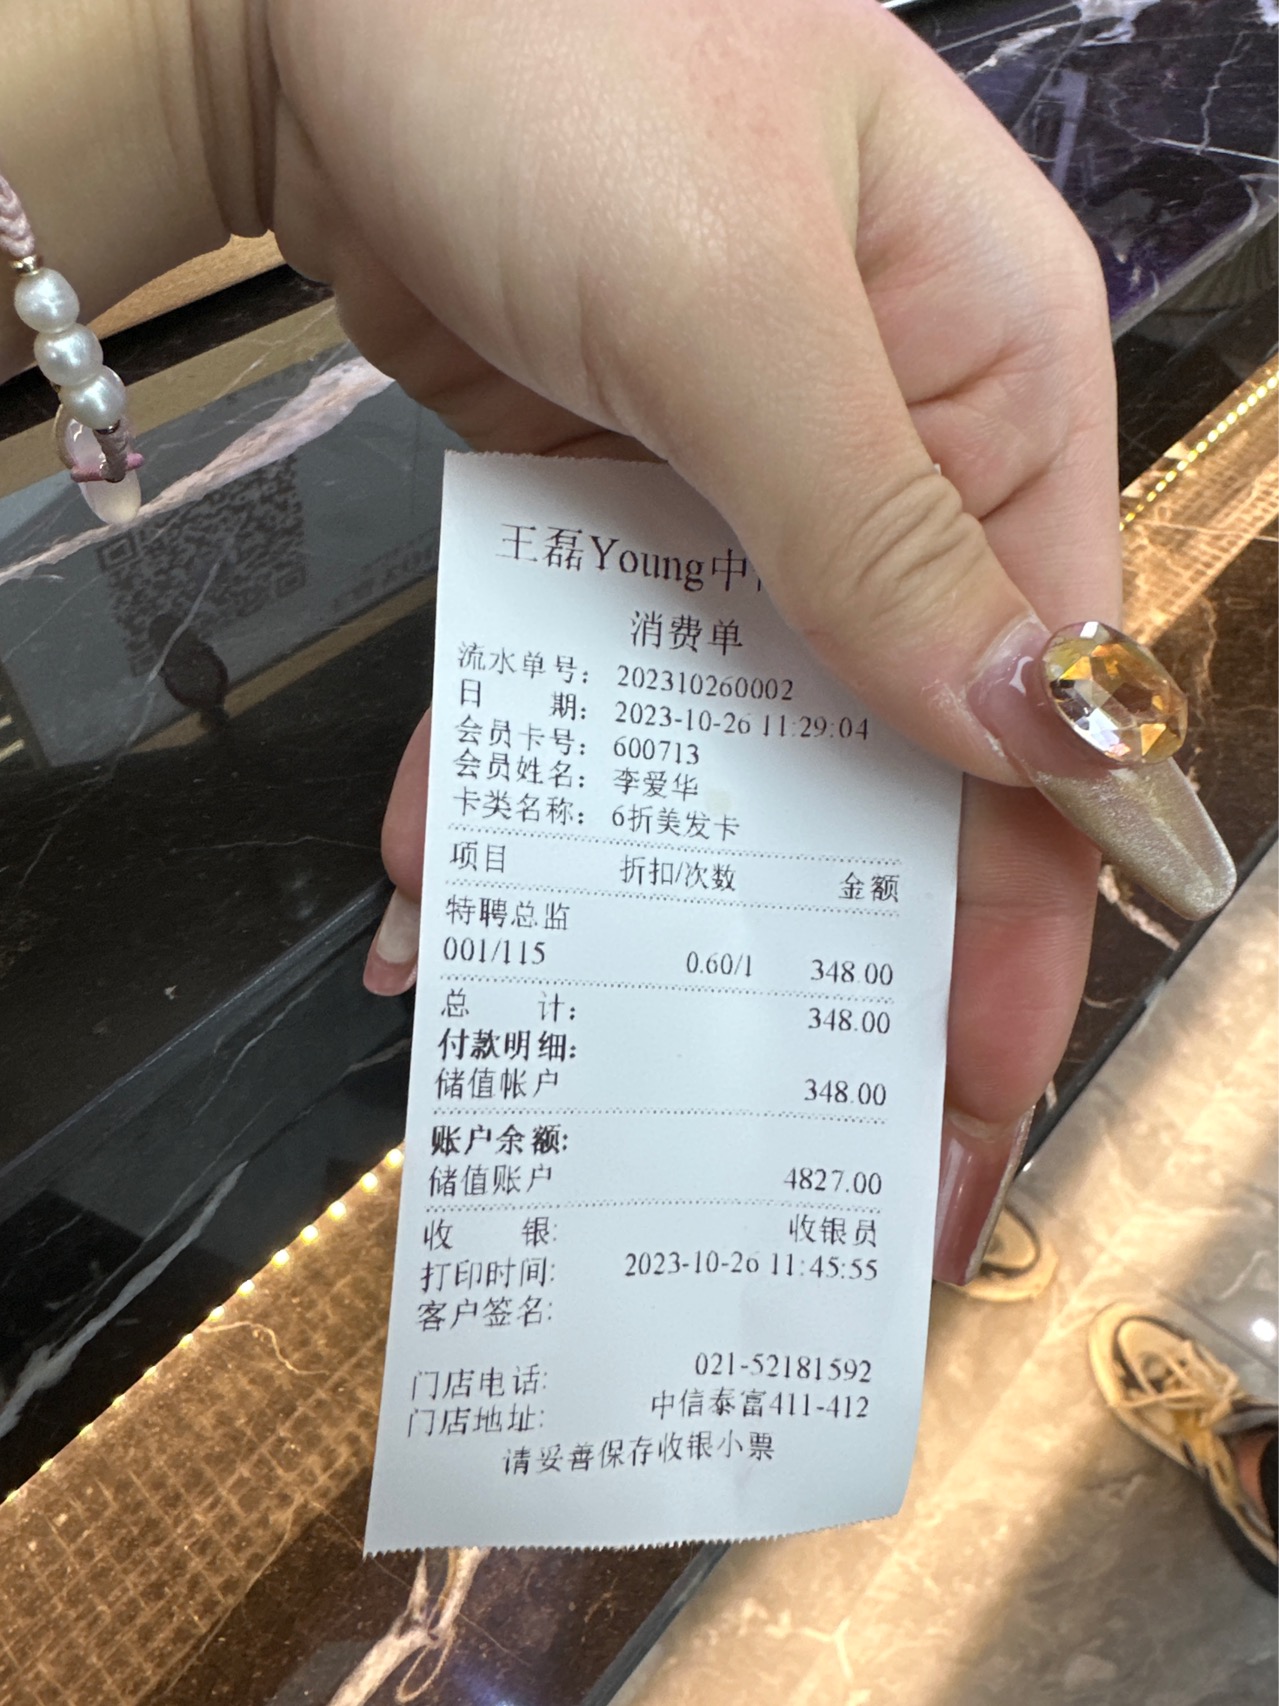 王磊Young中
消费单
流水单号： 202310260002
日 期： 2023-10-26 11:29:04
会员卡号： 600713
会员姓名： 李爱华
卡类名称： 6折美发卡
项目 折扣/次数 金额
特聘总监
001/115 0.60/1 348.00
总 计： 348.00
付款明细：
储值帐户 348.00
账户余额：
储值账户 4827.00
收 银： 收银员
打印时间： 2023-10-26 11:45:55
客户签名：
门店电话： 021-52181592
门店地址： 中信泰富411-412
请妥善保存收银小票